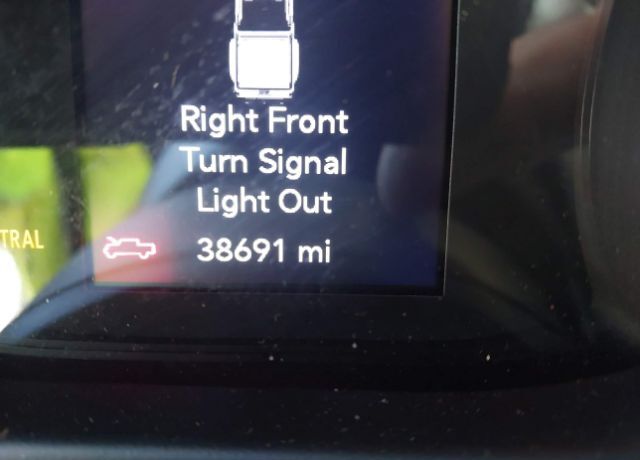 Right Front
Turn Signal
Light Out
TRAL
38691 mi